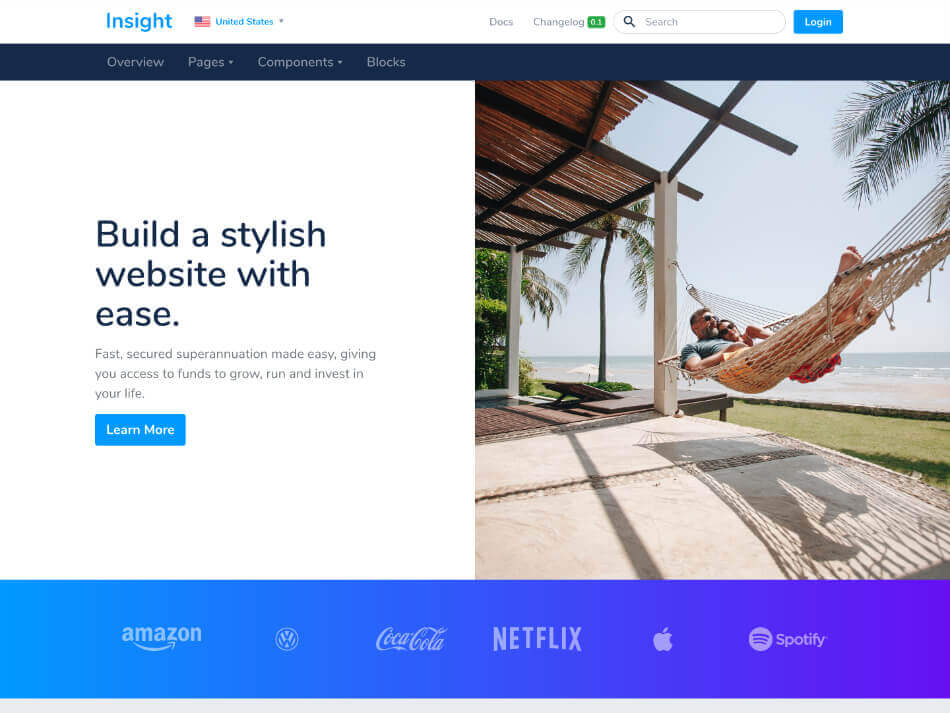 Insight
United States
Docs
Changelog 0.1
Search
Login
Overview
Pages
Components
Blocks
Build a stylish
website with
ease.
Fast, secured superannuation made easy, giving
you access to funds to grow, run and invest in
your life.
Learn More
amazon
VW
Coca-Cola
NETFLIX
Spotify